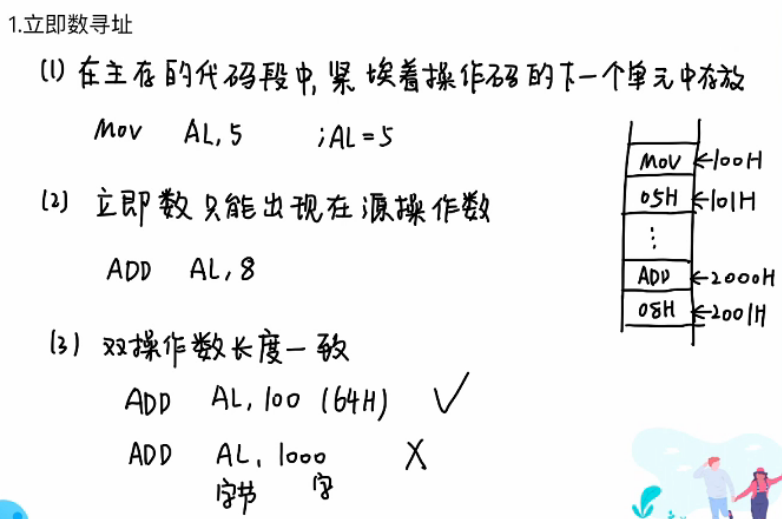 1.立即数寻址
(1) 在主存的代码段中,紧埃着操作码的下一个单元中存放
MOV AL,5 ;AL=5
(2) 立即数只能出现在源操作数
ADD AL,8
(3) 双操作数长度一致
ADD AL,100 (64H) ✓
ADD AL,1000 X
字节 字
MOV ←100H
05H ←101H
⋮
ADD ←2000H
08H ←2001H